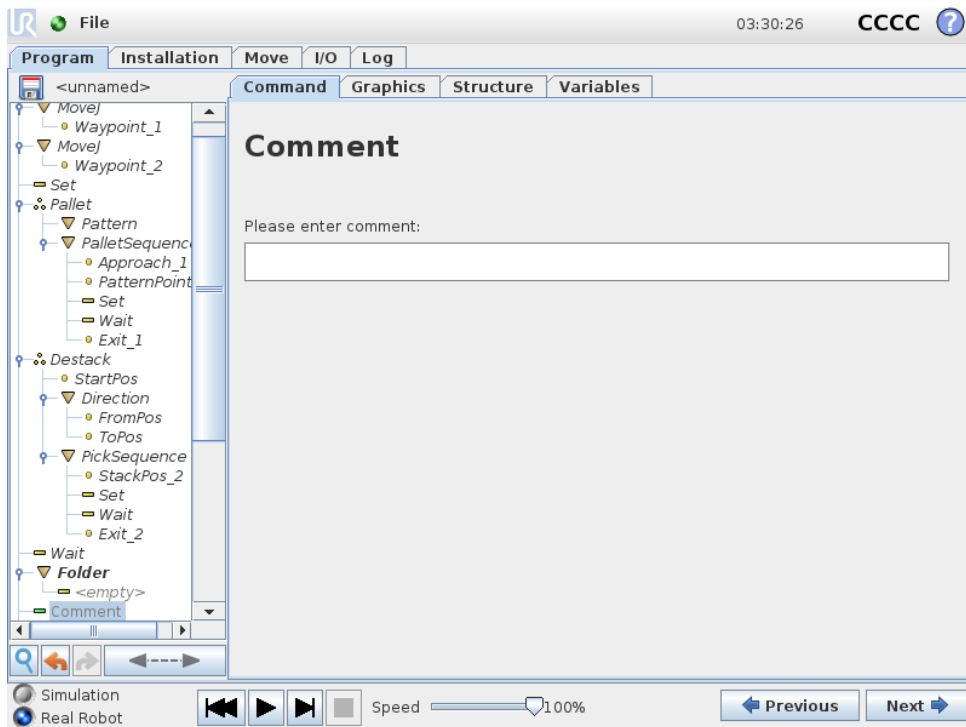 File 03:30:26 CCCC ?
Program Installation Move I/O Log
<unnamed> Command Graphics Structure Variables
MoveJ
Waypoint_1
MoveJ
Waypoint_2
Set
Pallet
Pattern
PalletSequenc
Approach_1
PatternPoint
Set
Wait
Exit_1
Destack
StartPos
Direction
FromPos
ToPos
PickSequence
StackPos_2
Set
Wait
Exit_2
Wait
Folder
<empty>
Comment
Comment
Please enter comment:
Simulation
Real Robot
Speed 100%
Previous Next